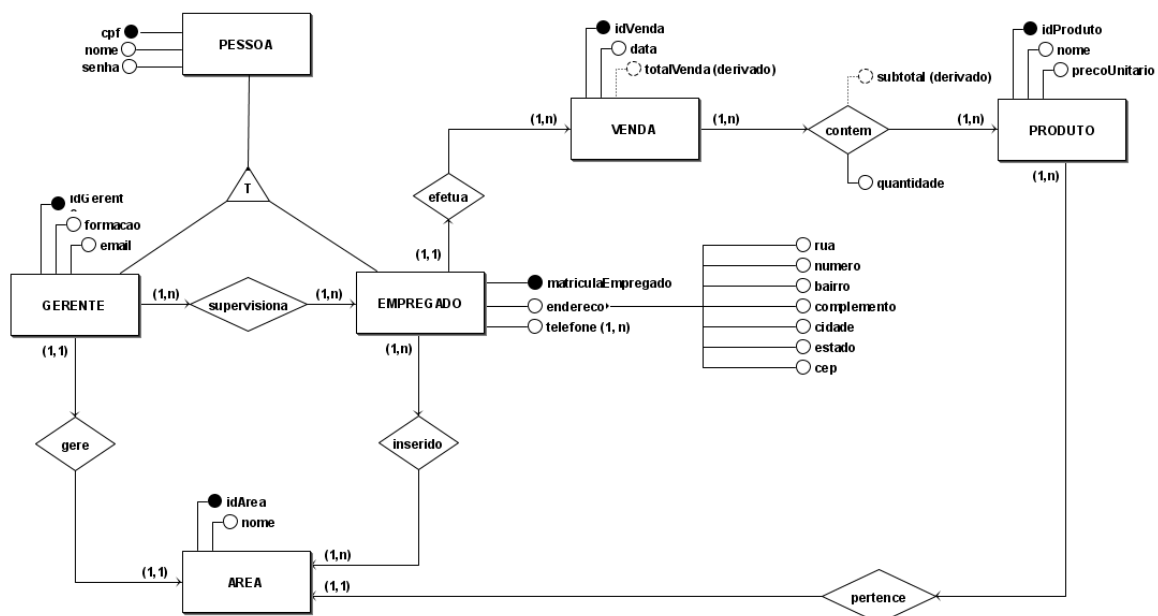 cpf
nome
senha
PESSOA
idVenda
data
totalVenda (derivado)
idProduto
nome
precoUnitario
subtotal (derivado)
(1,n)
VENDA
(1,n)
contem
(1,n)
PRODUTO
quantidade
(1,n)
T
efetua
(1,1)
formacao
email
GERENTE
(1,n)
supervisiona
(1,n)
EMPREGADO
matriculaEmpregado
endereco
telefone (1, n)
rua
numero
bairro
complemento
cidade
estado
cep
(1,1)
(1,n)
gere
inserido
idArea
nome
(1,1)
AREA
(1,n)
(1,1)
pertence